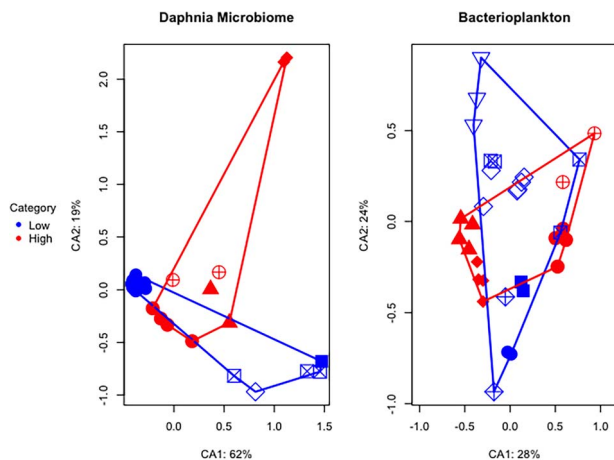 Daphnia Microbiome
Bacterioplankton
Category
Low
High
CA2: 19%
2.0
1.5
1.0
0.5
0.0
-0.5
-1.0
0.0
0.5
1.0
1.5
CA1: 62%
CA2: 24%
0.5
0.0
-0.5
-1.0
-1.0
-0.5
0.0
0.5
1.0
CA1: 28%